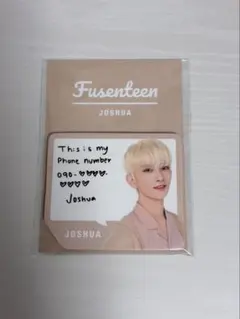 Fusenteen
JOSHUA
This is my
Phone number
090-♡♡♡♡-
♡♡♡♡
Joshua
JOSHUA